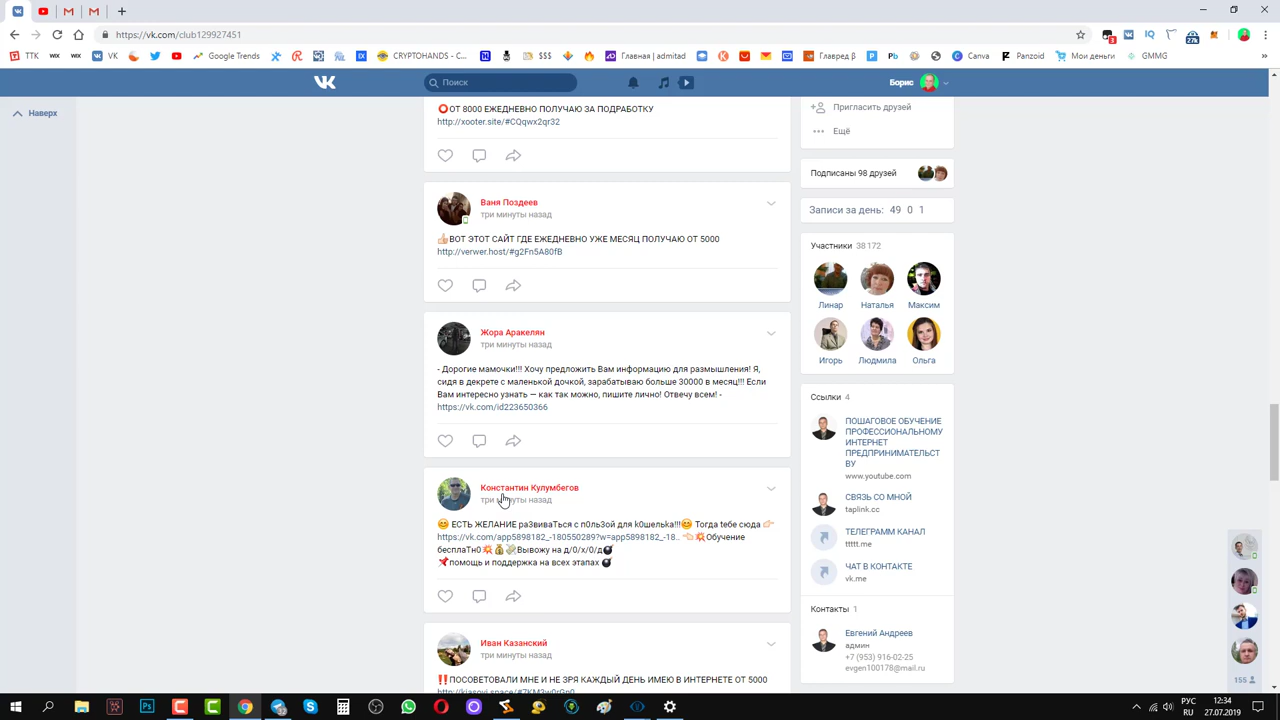 https://vk.com/club129927451
ТТК
VK
Google Trends
CRYPTOHANDS - С...
$$$
Главная | admitad
Главред β
Canva
Panzoid
Мои деньги
GMMG
Поиск
Борис
Наверх
⭕ОТ 8000 ЕЖЕДНЕВНО ПОЛУЧАЮ ЗА ПОДРАБОТКУ
http://xooter.site/#CQqwx2qr32
Ваня Поздеев
три минуты назад
👍ВОТ ЭТОТ САЙТ ГДЕ ЕЖЕДНЕВНО УЖЕ МЕСЯЦ ПОЛУЧАЮ ОТ 5000
http://verwer.host/#g2Fn5A80fB
Жора Аракелян
три минуты назад
- Дорогие мамочки!!! Хочу предложить Вам информацию для размышления! Я,
сидя в декрете с маленькой дочкой, зарабатываю больше 30000 в месяц!!! Если
Вам интересно узнать — как так можно, пишите лично! Отвечу всем! -
https://vk.com/id223650366
Константин Кулумбегов
три минуты назад
😊 ЕСТЬ ЖЕЛАНИЕ раЗвиваТься с п0льЗой для k0шельkа!!!😊 Тогда tебе сюда 👉
https://vk.com/app5898182_-180550289?w=app5898182_-18.. 👈💥Обучение
бесплаТн0💥💰💸Вывожу на д/0/х/0/д💣
📌помощь и поддержка на всех этапах 💣
Иван Казанский
три минуты назад
‼ПОСОВЕТОВАЛИ МНЕ И НЕ ЗРЯ КАЖДЫЙ ДЕНЬ ИМЕЮ В ИНТЕРНЕТЕ ОТ 5000
Пригласить друзей
Ещё
Подписаны 98 друзей
Записи за день: 49 0 1
Участники 38 172
Линар
Наталья
Максим
Игорь
Людмила
Ольга
Ссылки 4
ПОШАГОВОЕ ОБУЧЕНИЕ
ПРОФЕССИОНАЛЬНОМУ
ИНТЕРНЕТ
ПРЕДПРИНИМАТЕЛЬСТ
ВУ
www.youtube.com
СВЯЗЬ СО МНОЙ
taplink.cc
ТЕЛЕГРАММ КАНАЛ
ttttt.me
ЧАТ В КОНТАКТЕ
vk.me
Контакты 1
Евгений Андреев
админ
+7 (953) 916-02-25
evgen100178@mail.ru
155
РУС
RU
12:34
27.07.2019